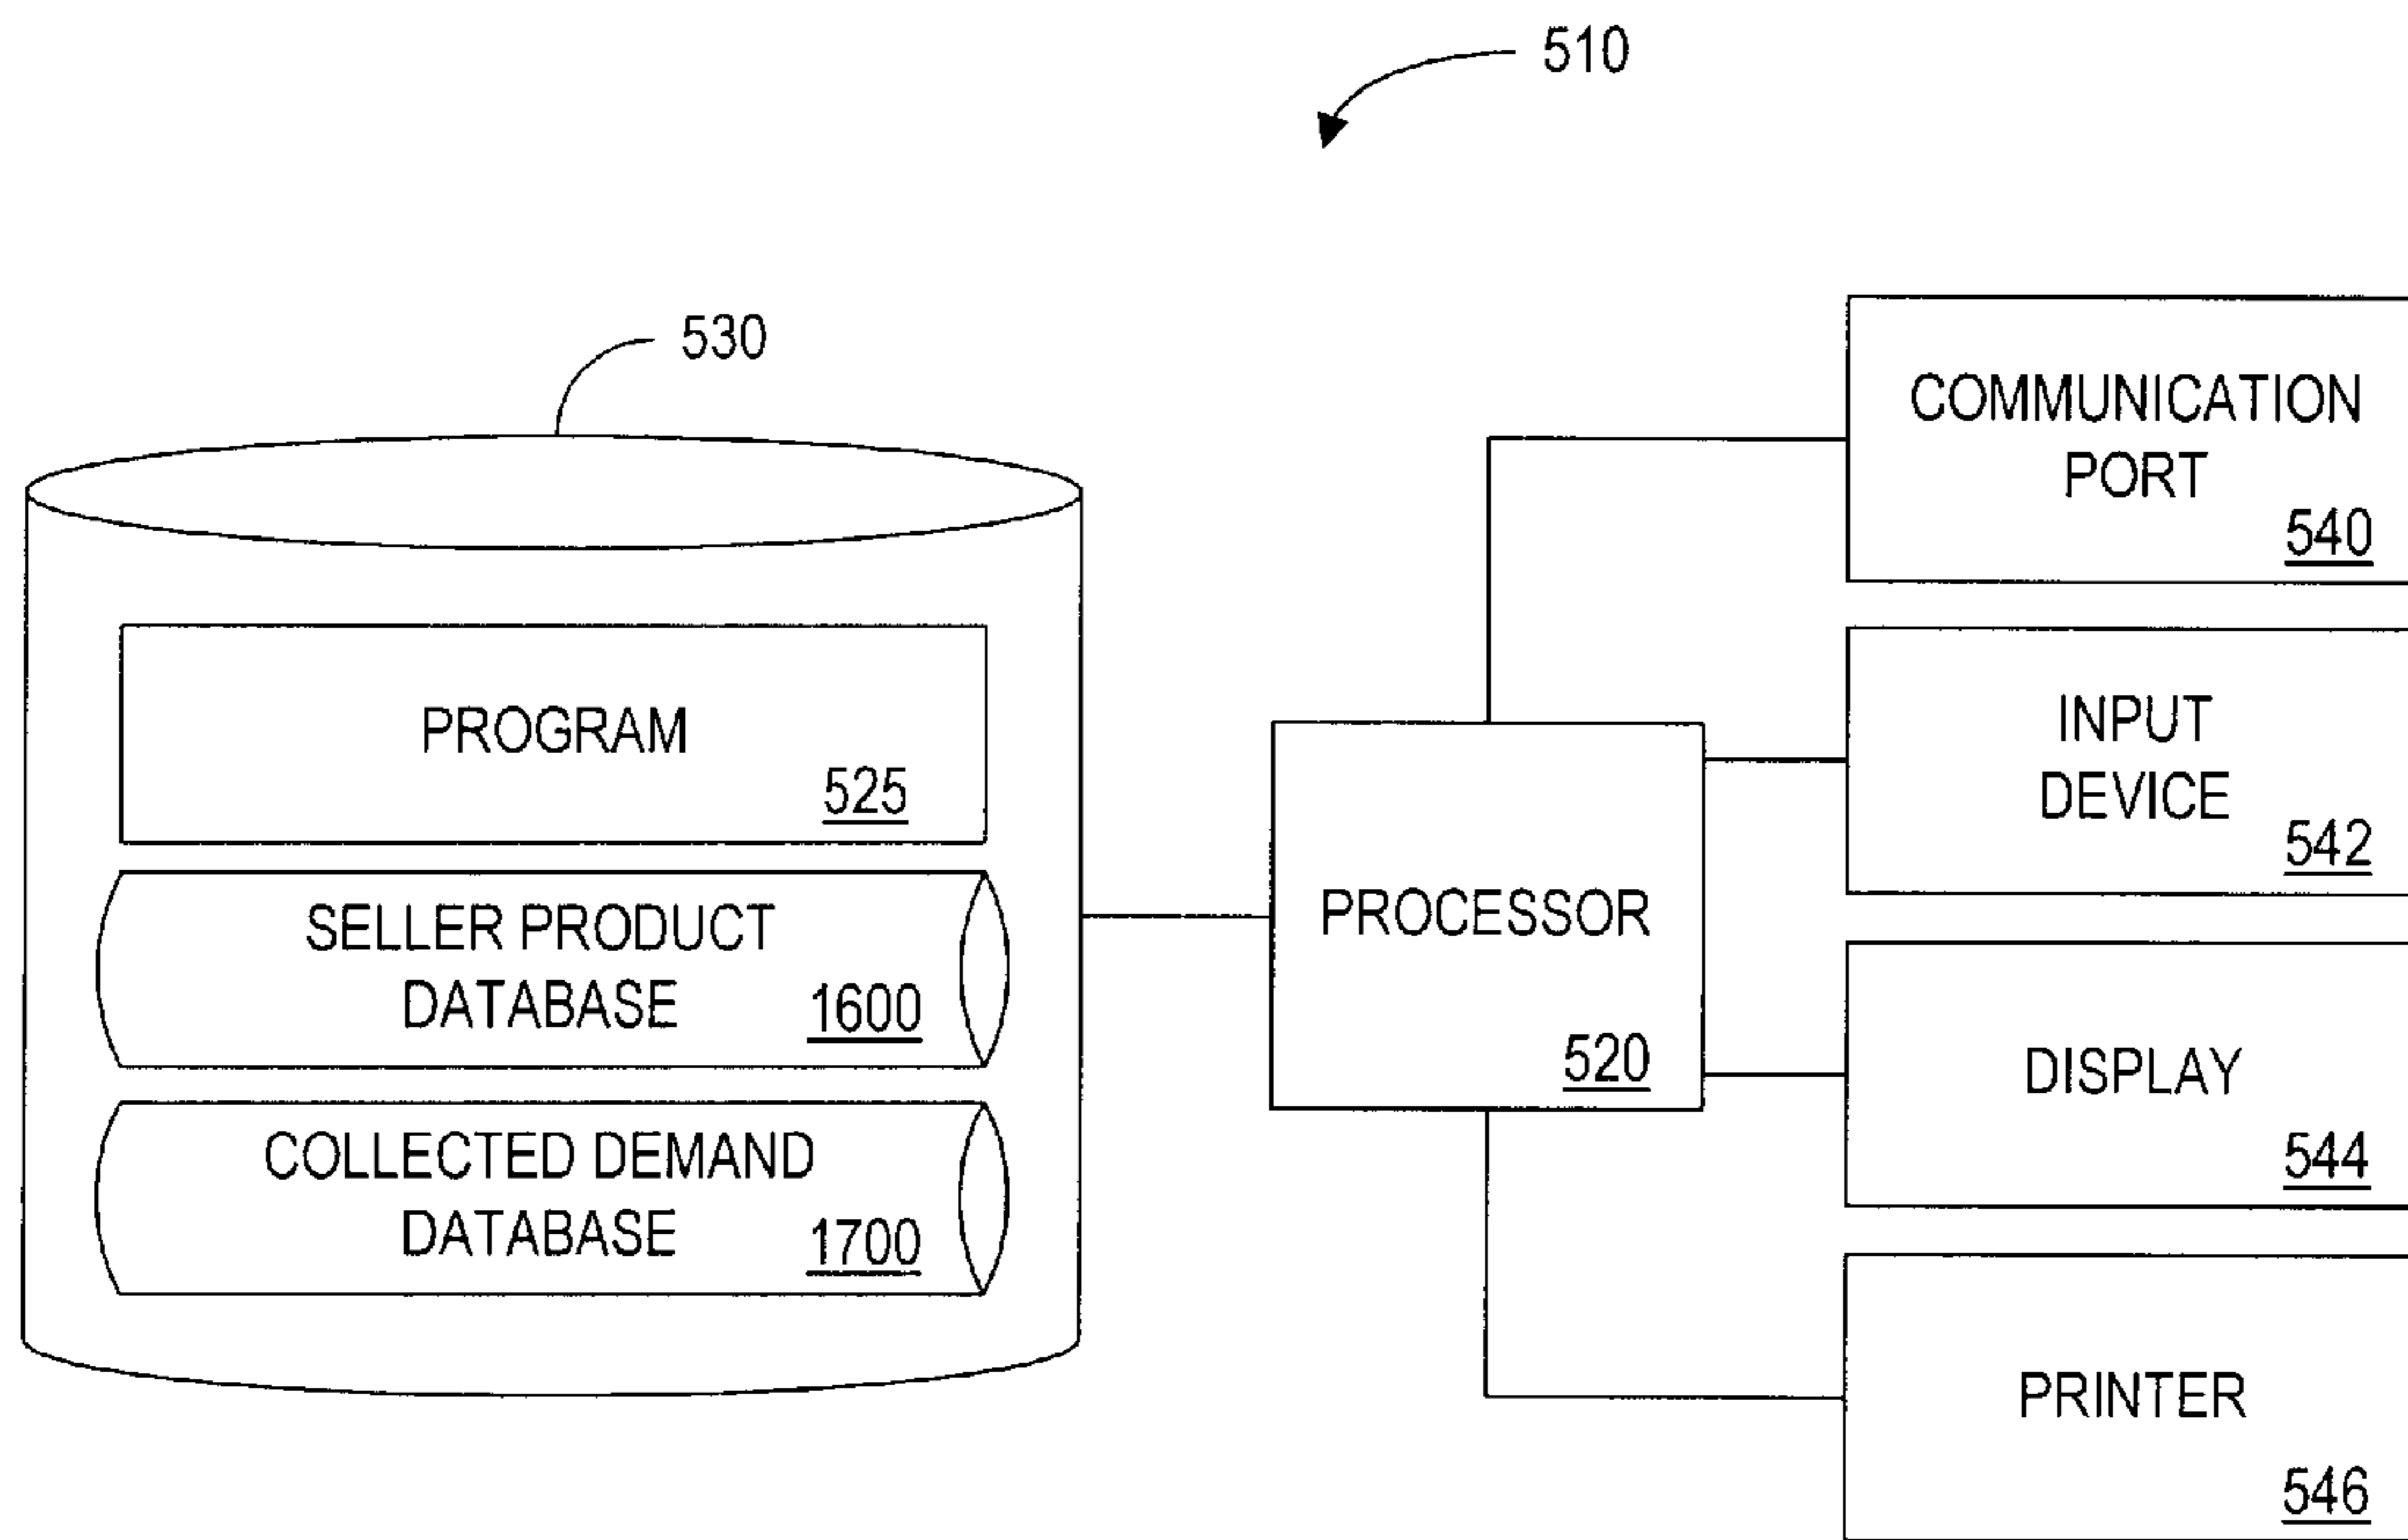 510
530
PROGRAM
525
SELLER PRODUCT
DATABASE
1600
COLLECTED DEMAND
DATABASE
1700
PROCESSOR
520
COMMUNICATION
PORT
540
INPUT
DEVICE
542
DISPLAY
544
PRINTER
546